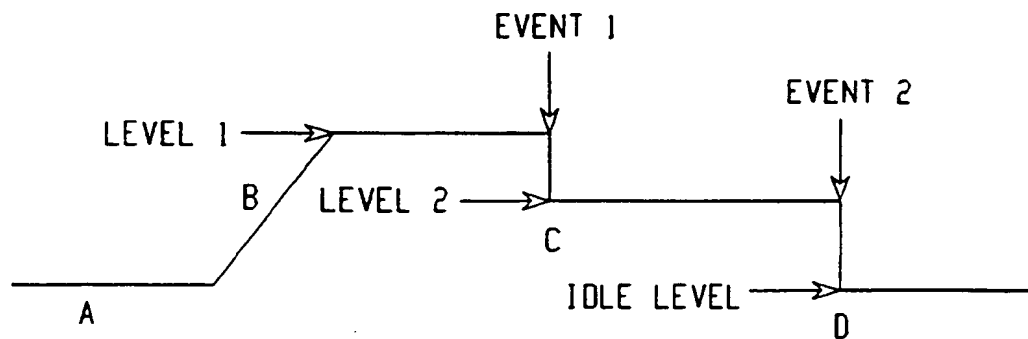 EVENT 1
EVENT 2
LEVEL 1
B
LEVEL 2
C
IDLE LEVEL
A
D